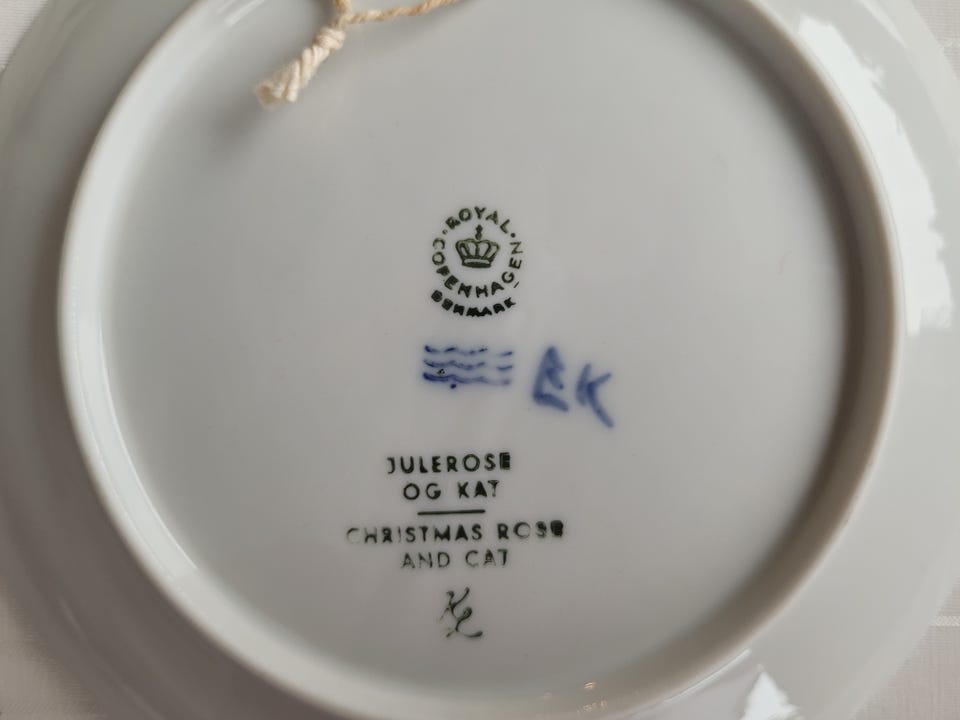 ROYAL
COPENHAGEN
DENMARK
JULEROSE
OG KAT
CHRISTMAS ROSE
AND CAT